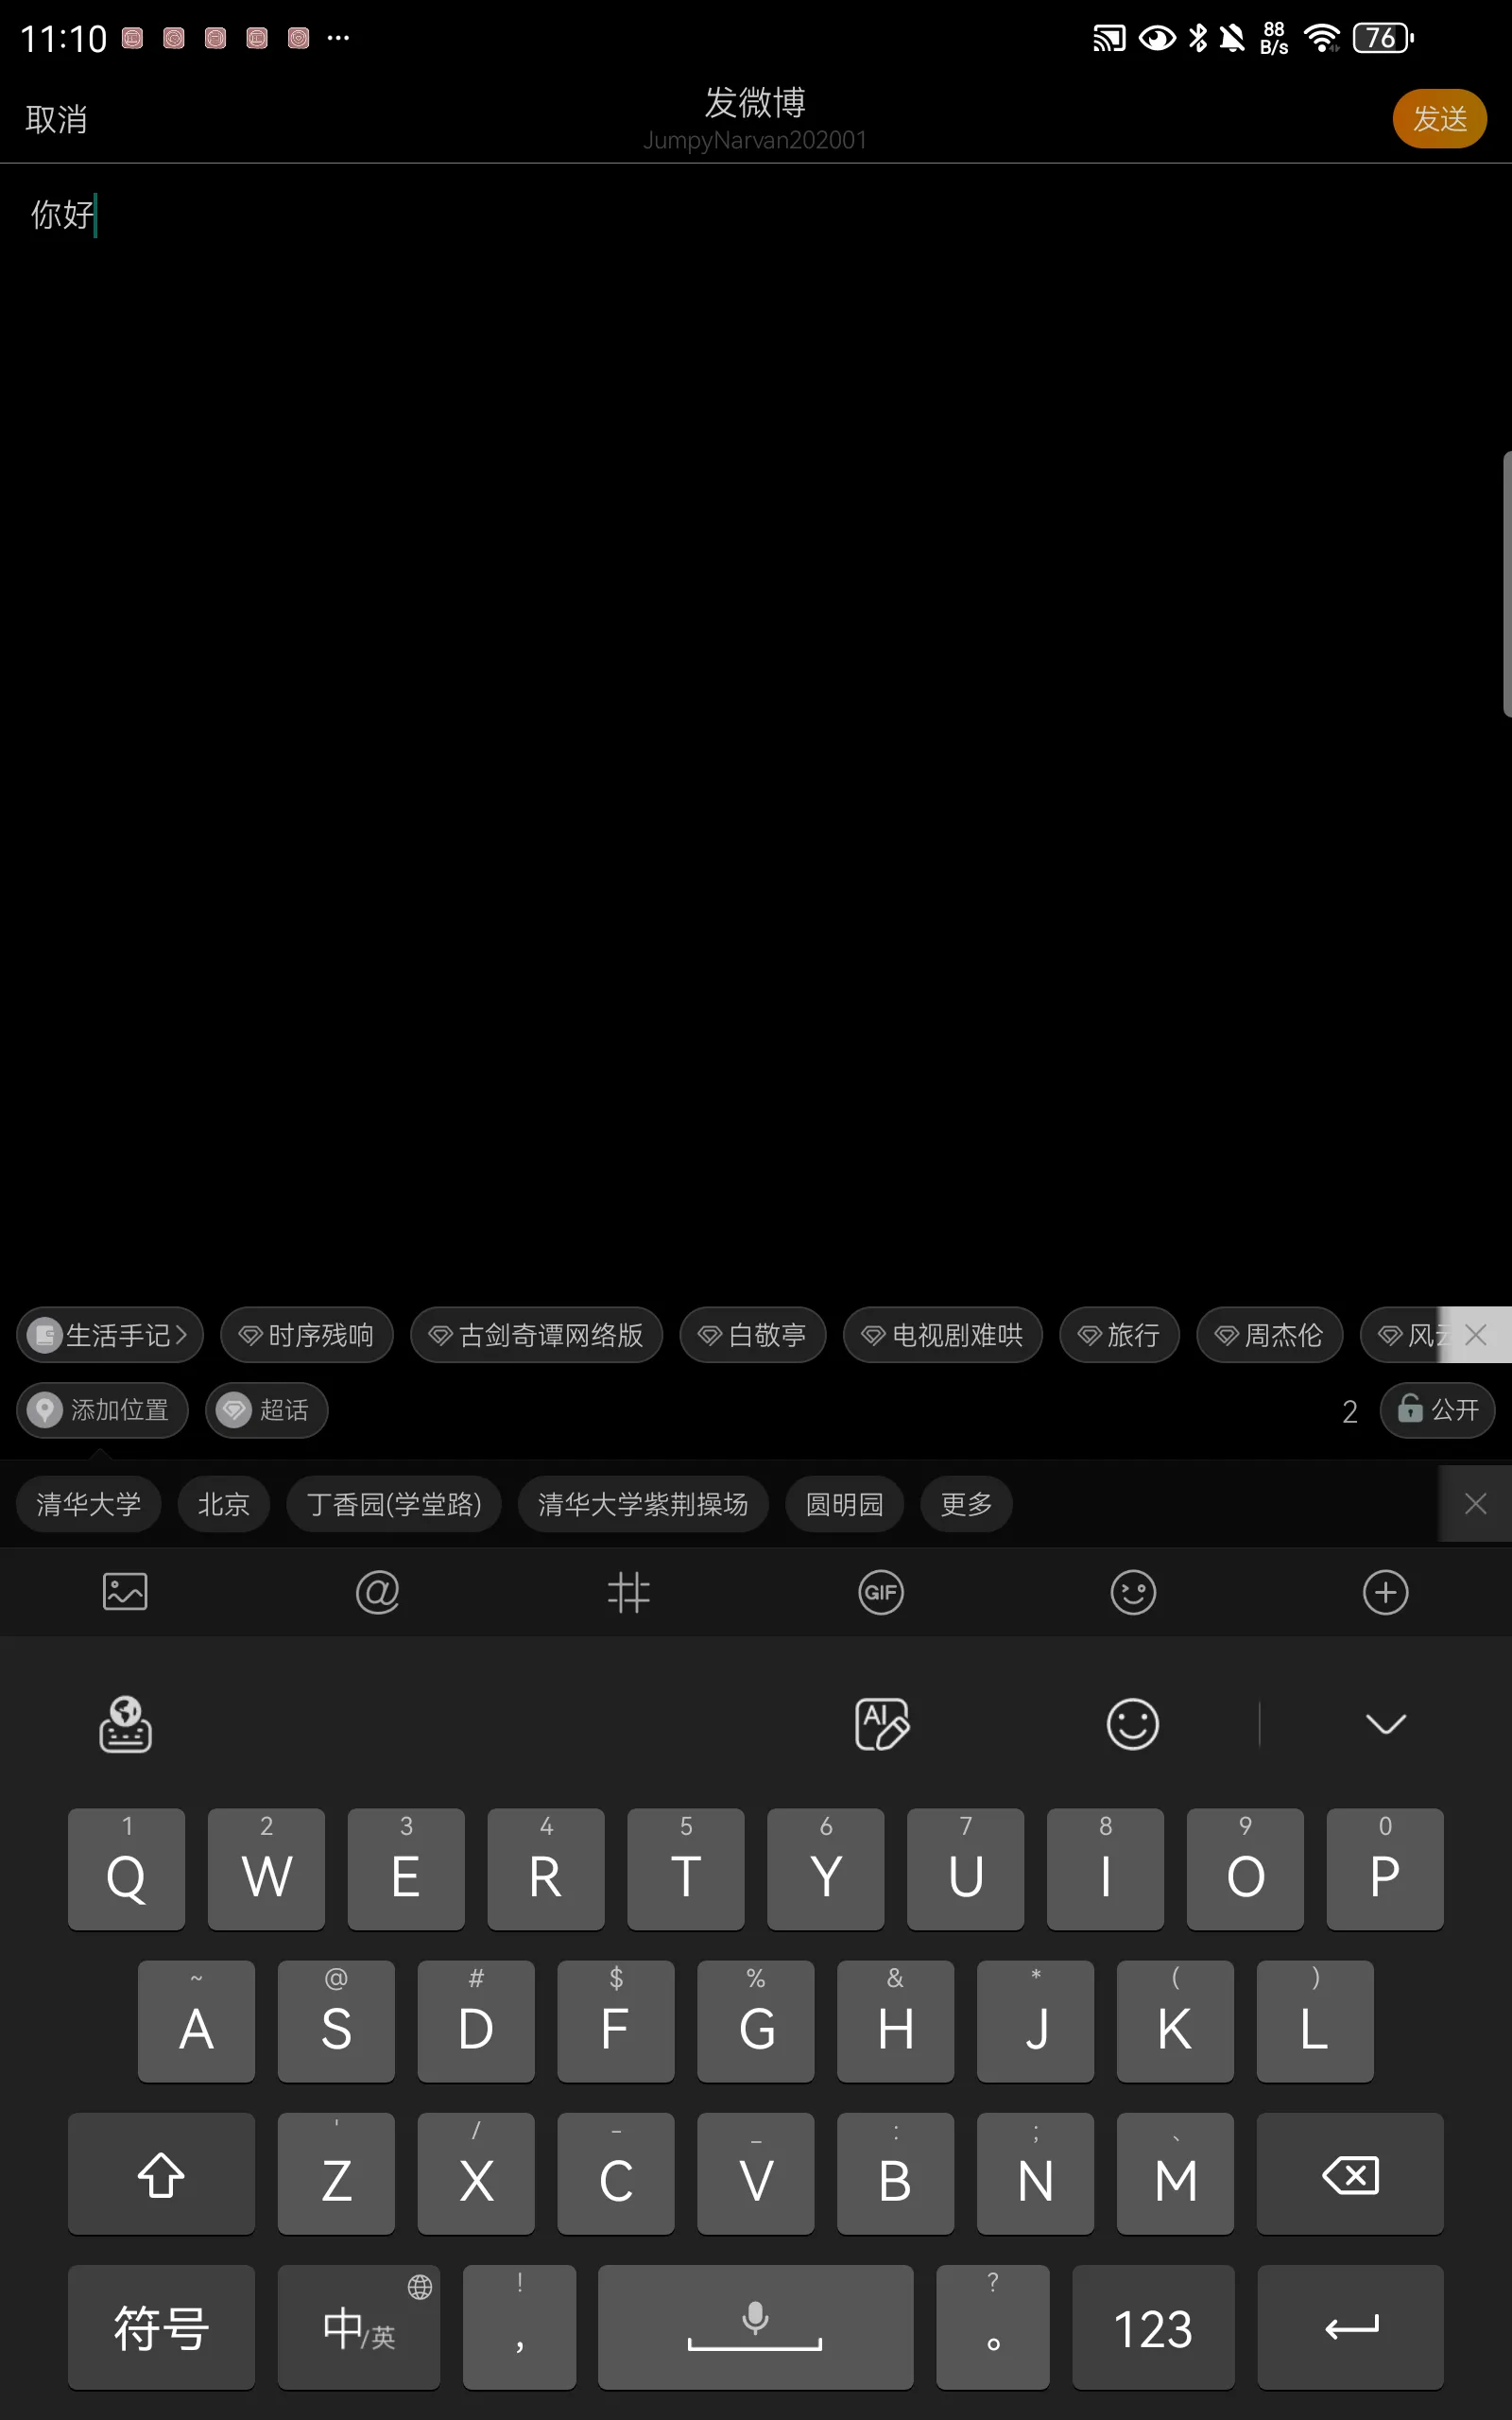 11:10 ... 88 B/s 76
取消 发微博 发送
JumpyNarvan202001
你好
生活手记 时序残响 古剑奇谭网络版 白敬亭 电视剧难哄 旅行 周杰伦 风云
添加位置 超话 2 公开
清华大学 北京 丁香园(学堂路) 清华大学紫荆操场 圆明园 更多
@ GIF
AI
1 2 3 4 5 6 7 8 9 0
Q W E R T Y U I O P
~ @ # $ % & * ( )
A S D F G H J K L
' / - _ : ; 、
Z X C V B N M
! ?
符号 中/英 , 。 123